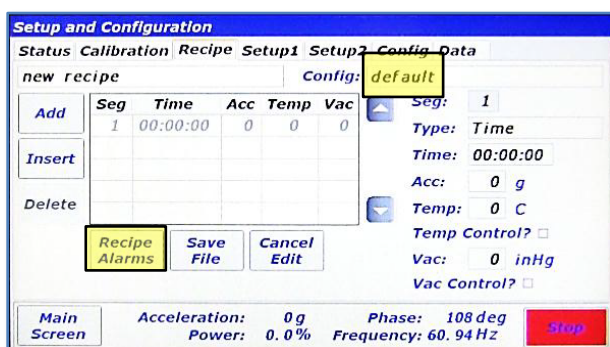 Setup and Configuration
Status Calibration Recipe Setup1 Setup2 Config Data
new recipe Config: default
Add
Insert
Delete
Seg Time Acc Temp Vac
1 00:00:00 0 0 0
Recipe Alarms
Save File
Cancel Edit
Seg: 1
Type: Time
Time: 00:00:00
Acc: 0 g
Temp: 0 C
Temp Control?
Vac: 0 inHg
Vac Control?
Main Screen
Acceleration: 0 g Phase: 108 deg
Power: 0.0% Frequency: 60.94 Hz
Stop